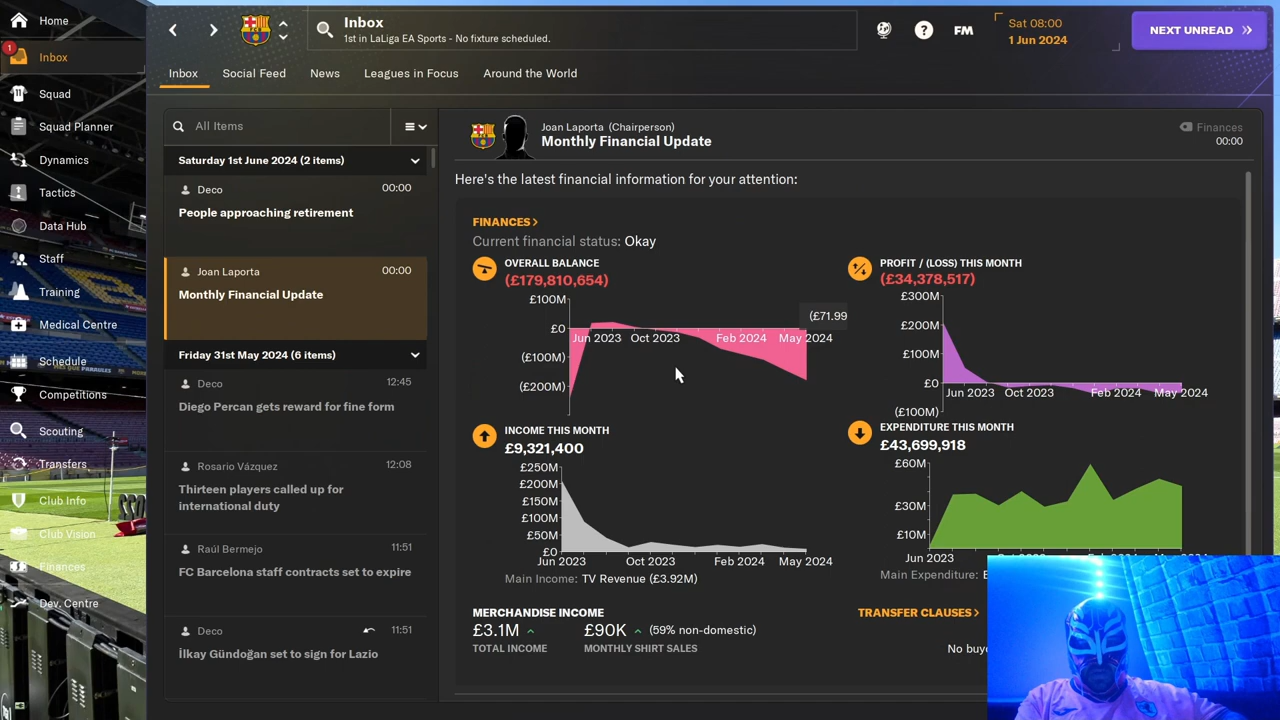 Home
1
Inbox
Squad
Squad Planner
Dynamics
Tactics
Data Hub
Staff
Training
Medical Centre
Schedule
Competitions
Scouting
Transfers
Club Info
Club Vision
Finances
Dev. Centre
Inbox
1st in LaLiga EA Sports - No fixture scheduled.
?
FM
Sat 08:00
1 Jun 2024
NEXT UNREAD
Inbox
Social Feed
News
Leagues in Focus
Around the World
All Items
Saturday 1st June 2024 (2 items)
Deco
00:00
People approaching retirement
Joan Laporta
00:00
Monthly Financial Update
Friday 31st May 2024 (6 items)
Deco
12:45
Diego Percan gets reward for fine form
Rosario Vázquez
12:08
Thirteen players called up for
international duty
Raúl Bermejo
11:51
FC Barcelona staff contracts set to expire
Deco
11:51
İlkay Gündoğan set to sign for Lazio
Joan Laporta (Chairperson)
Monthly Financial Update
Finances
00:00
Here's the latest financial information for your attention:
FINANCES >
Current financial status: Okay
OVERALL BALANCE
(£179,810,654)
£100M
£0
(£100M)
(£200M)
Jun 2023
Oct 2023
Feb 2024
May 2024
(£71.99
PROFIT / (LOSS) THIS MONTH
(£34,378,517)
£300M
£200M
£100M
£0
(£100M)
Jun 2023
Oct 2023
Feb 2024
May 2024
INCOME THIS MONTH
£9,321,400
£250M
£200M
£150M
£100M
£50M
£0
Jun 2023
Oct 2023
Feb 2024
May 2024
Main Income: TV Revenue (£3.92M)
EXPENDITURE THIS MONTH
£43,699,918
£60M
£30M
£10M
Jun 2023
Main Expenditure:
MERCHANDISE INCOME
£3.1M
£90K
(59% non-domestic)
TOTAL INCOME
MONTHLY SHIRT SALES
TRANSFER CLAUSES >
No buy